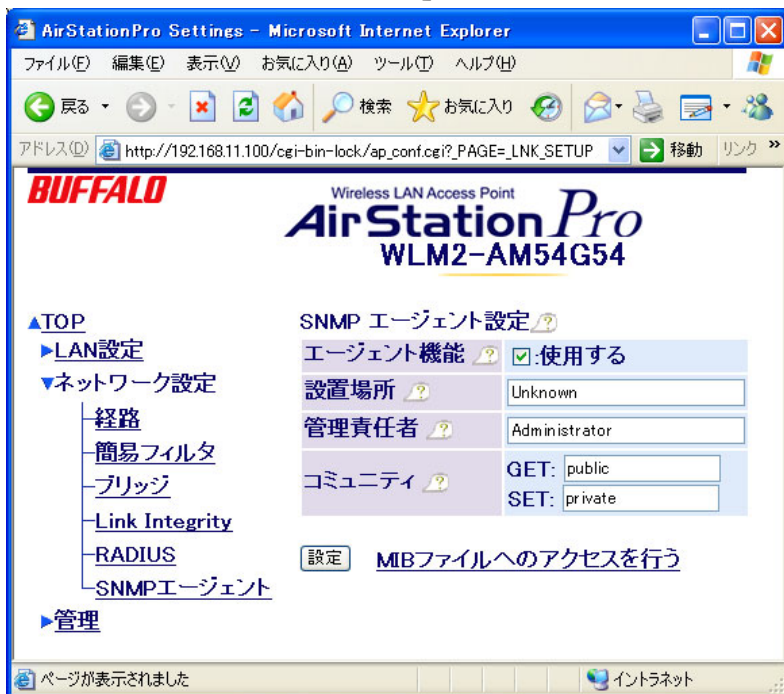 AirStationPro Settings - Microsoft Internet Explorer
ファイル(F) 編集(E) 表示(V) お気に入り(A) ツール(T) ヘルプ(H)
戻る 検索 お気に入り
アドレス(D) http://192.168.11.100/cgi-bin-lock/ap_conf.cgi?_PAGE=_LNK_SETUP 移動 リンク »
BUFFALO
Wireless LAN Access Point
AirStation Pro
WLM2-AM54G54
▲TOP
▶LAN設定
▼ネットワーク設定
経路
簡易フィルタ
ブリッジ
Link Integrity
RADIUS
SNMPエージェント
▶管理
SNMP エージェント設定 ?
エージェント機能 ? :使用する
設置場所 ? Unknown
管理責任者 ? Administrator
コミュニティ ? GET: public
SET: private
設定 MIBファイルへのアクセスを行う
ページが表示されました イントラネット